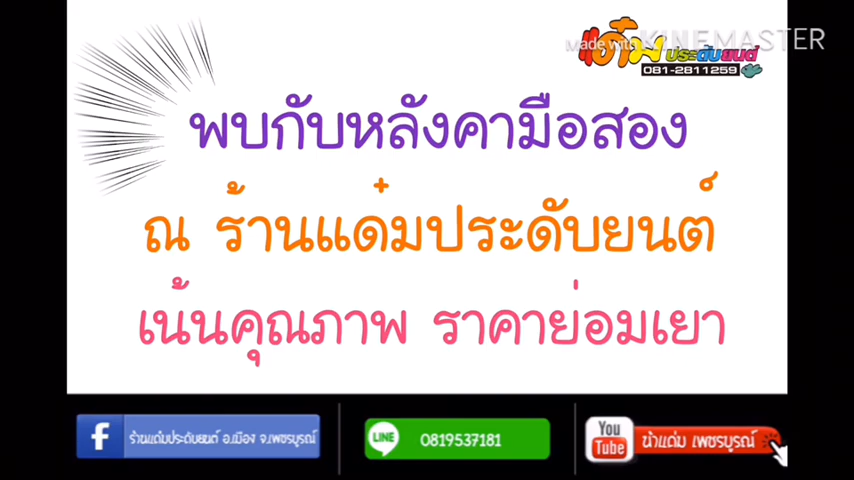 แด๋ม
ประดับยนต์
081-2811259
Made with KINEMASTER
พบกับหลังคามือสอง
ณ ร้านแด๋มประดับยนต์
เน้นคุณภาพ ราคาย่อมเยา
f ร้านแด๋มประดับยนต์ อ.เมือง จ.เพชรบูรณ์
LINE 0819537181
You Tube น้าแด๋ม เพชรบูรณ์